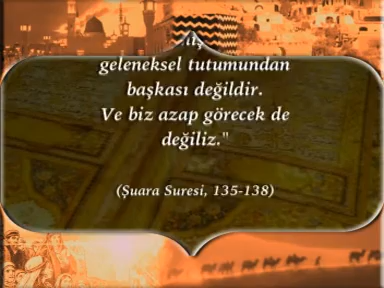 geleneksel tutumundan
başkası değildir.
Ve biz azap görecek de
değiliz."
(Şuara Suresi, 135-138)